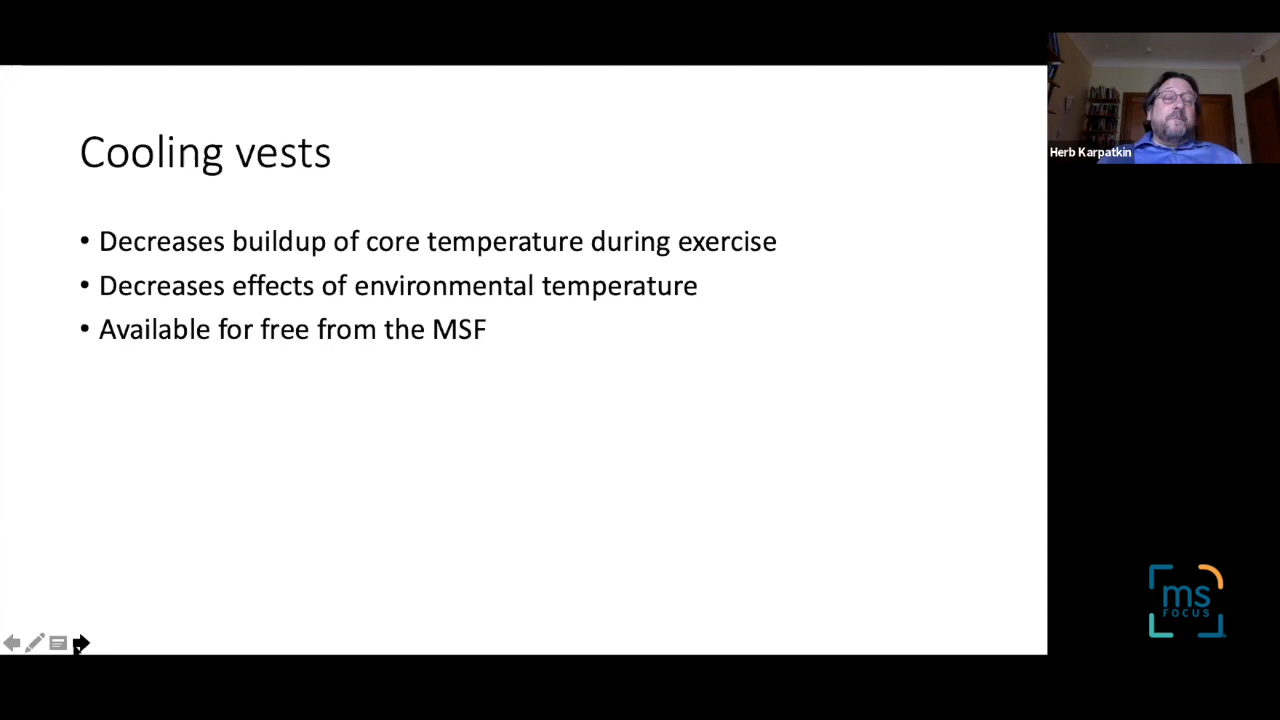 Cooling vests
• Decreases buildup of core temperature during exercise
• Decreases effects of environmental temperature
• Available for free from the MSF
Herb Karpatkin
ms
FOCUS